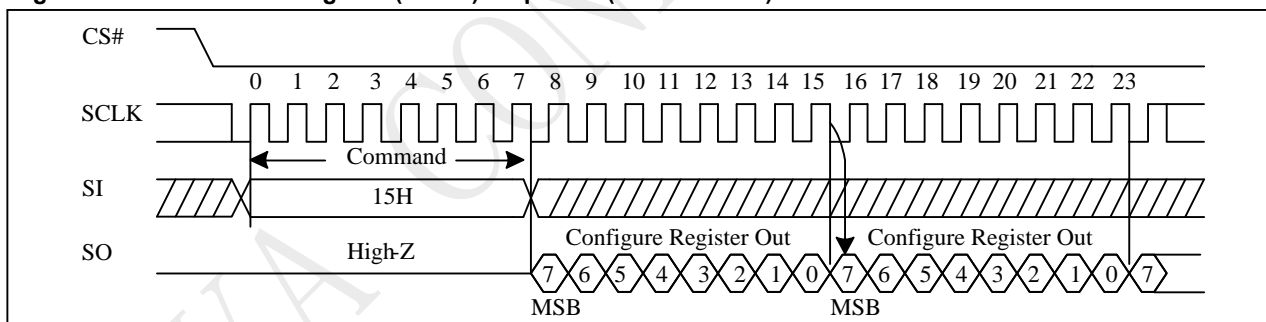 CS#
0 1 2 3 4 5 6 7 8 9 10 11 12 13 14 15 16 17 18 19 20 21 22 23
SCLK
Command
SI
15H
SO
High-Z
Configure Register Out
Configure Register Out
7 6 5 4 3 2 1 0 7 6 5 4 3 2 1 0 7
MSB
MSB